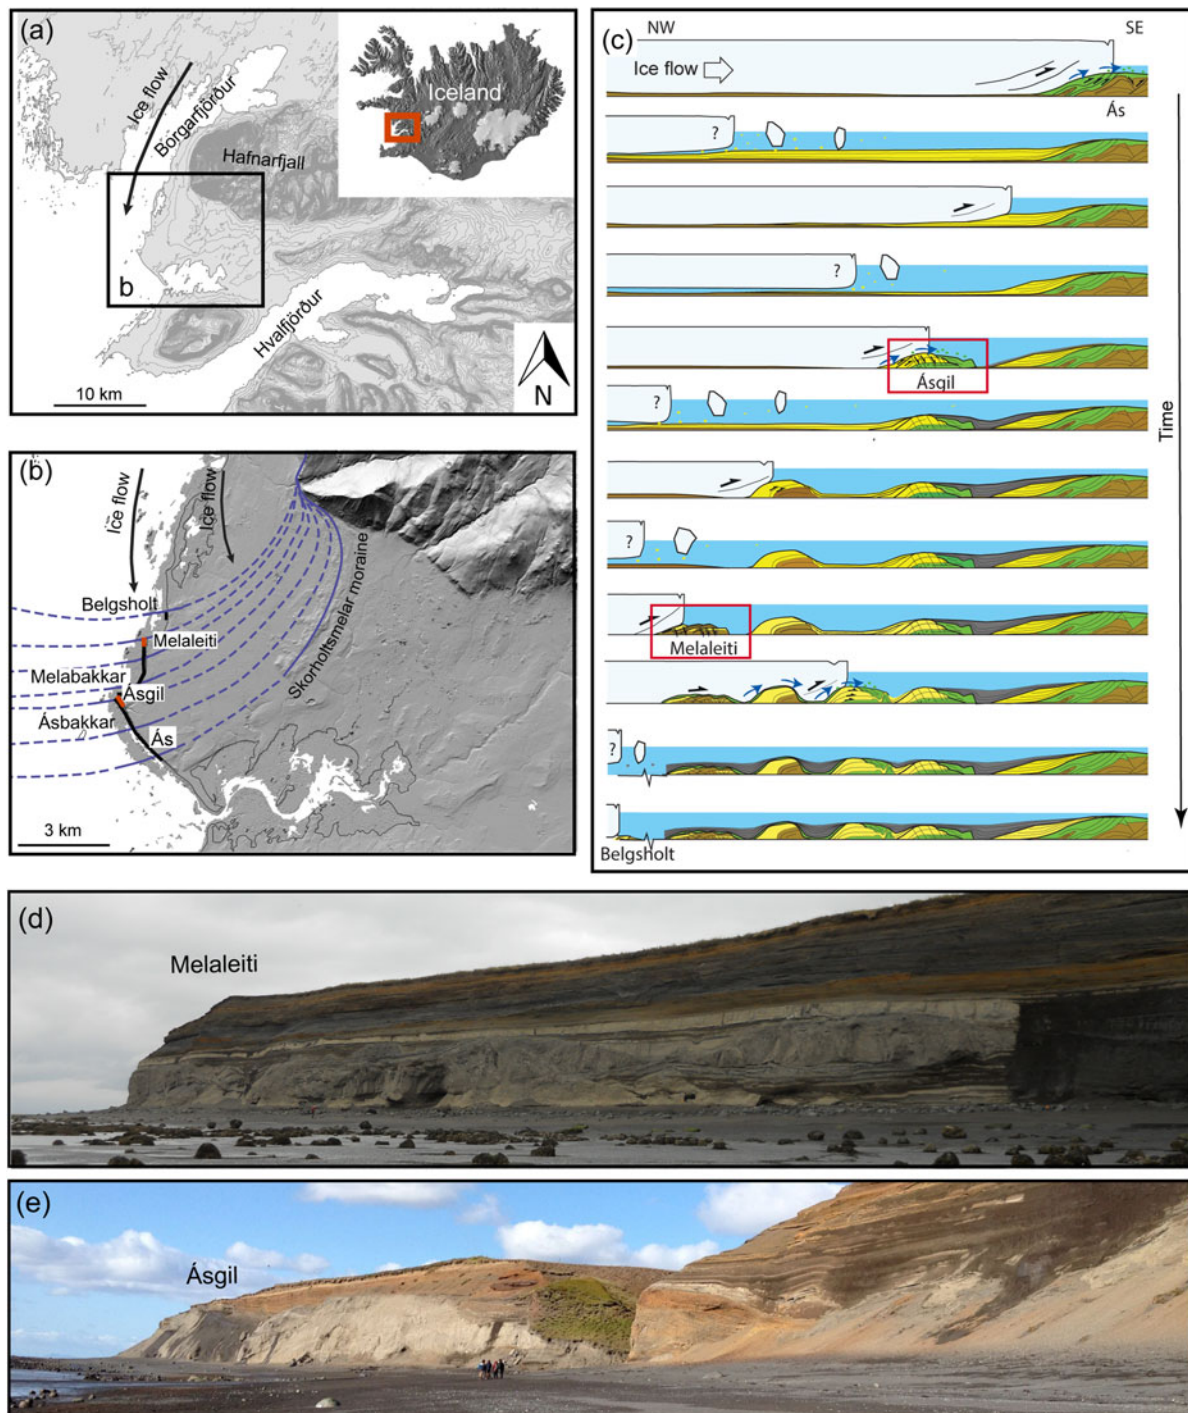 (a)
Ice flow
Borgarfjörður
Iceland
Hafnarfjall
b
Hvalfjörður
10 km
N
(b)
Ice flow
Ice flow
Skorholtsmelar moraine
Belgsholt
Melaleiti
Melabakkar
Ásgil
Ásbakkar
Ás
3 km
(c)
NW
SE
Ice flow
Ás
?
?
Ásgil
?
?
Melaleiti
?
Belgsholt
Time
(d)
Melaleiti
(e)
Ásgil